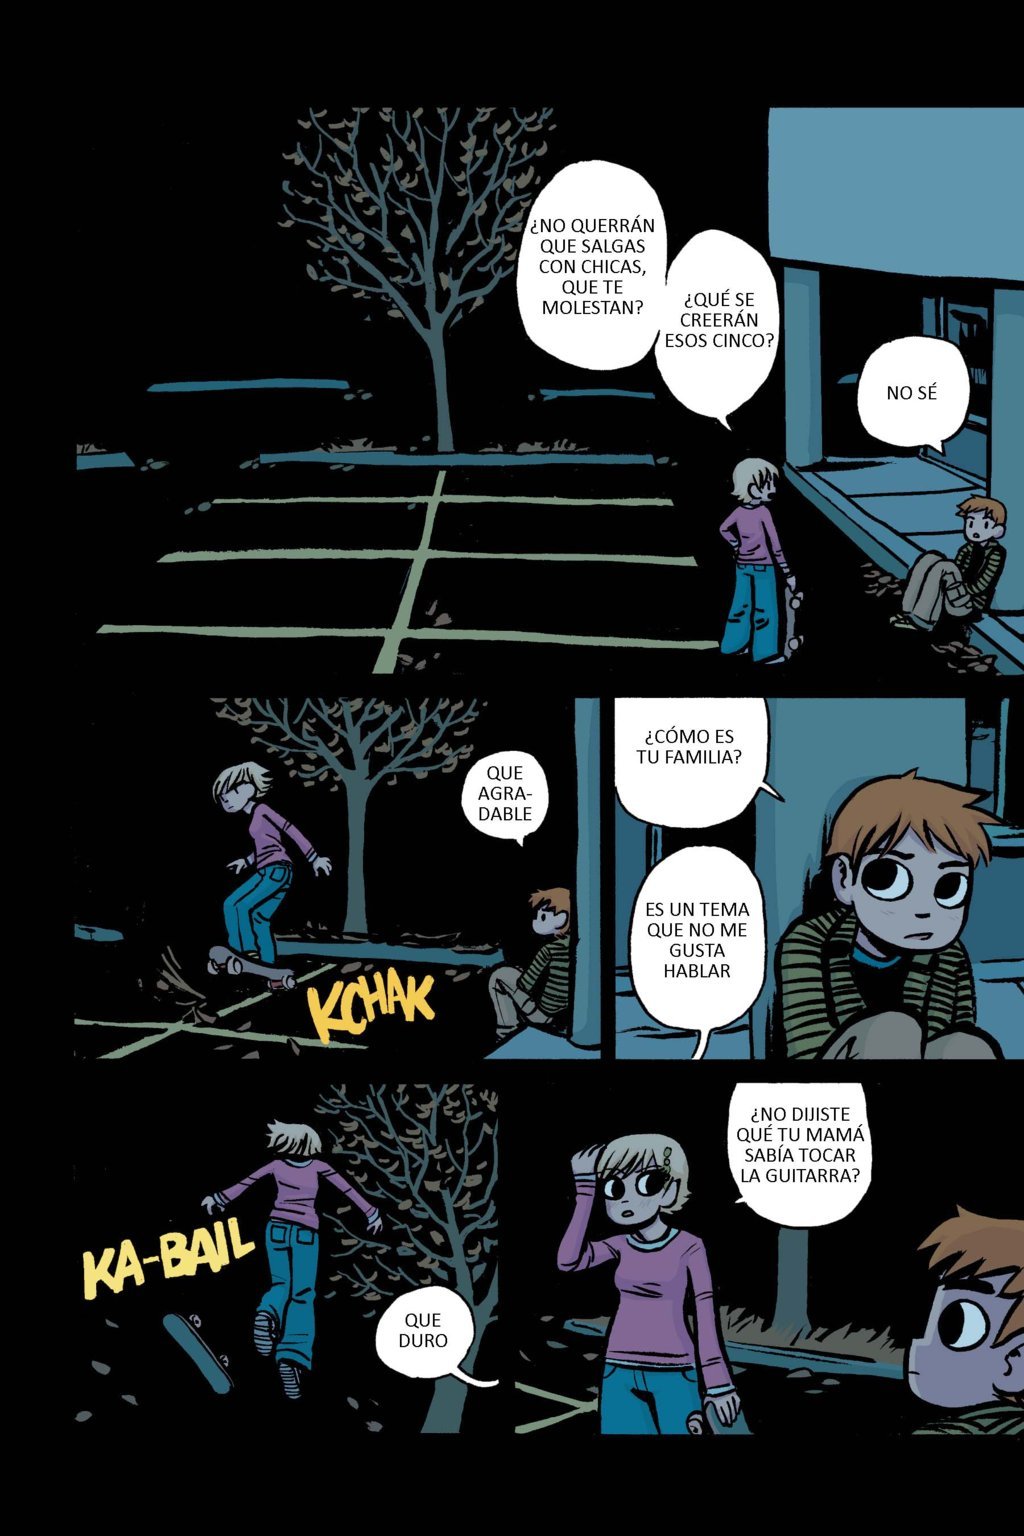 ¿NO QUERRÁN
QUE SALGAS
CON CHICAS,
QUE TE
MOLESTAN?
¿QUÉ SE
CREERÁN
ESOS CINCO?
NO SÉ
QUE
AGRA-
DABLE
KCHAK
¿CÓMO ES
TU FAMILIA?
ES UN TEMA
QUE NO ME
GUSTA
HABLAR
KA-BAIL
QUE
DURO
¿NO DIJISTE
QUÉ TU MAMÁ
SABÍA TOCAR
LA GUITARRA?